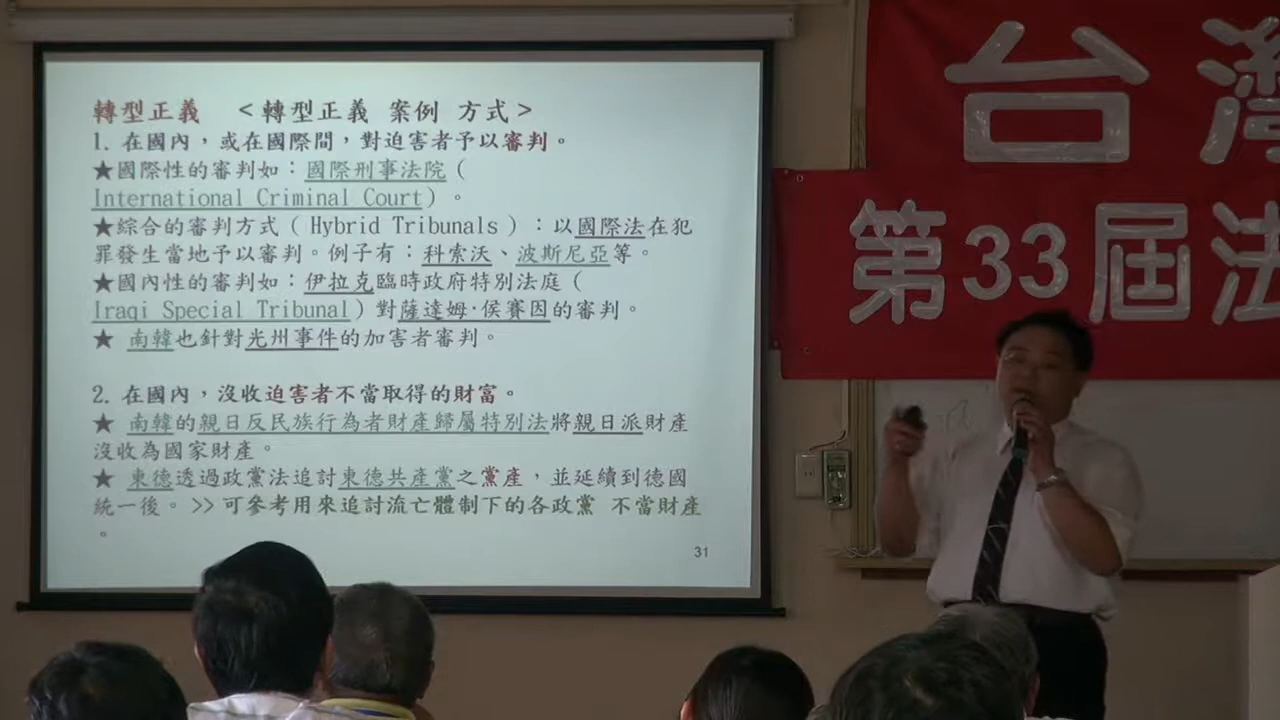 轉型正義 <轉型正義 案例 方式>
1. 在國內，或在國際間，對迫害者予以審判。
★國際性的審判如：國際刑事法院（
International Criminal Court）。
★綜合的審判方式（Hybrid Tribunals）：以國際法在犯
罪發生當地予以審判。例子有：科索沃、波斯尼亞等。
★國內性的審判如：伊拉克臨時政府特別法庭（
Iraqi Special Tribunal）對薩達姆·侯賽因的審判。
★ 南韓也針對光州事件的加害者審判。
2. 在國內，沒收迫害者不當取得的財富。
★ 南韓的親日反民族行為者財產歸屬特別法將親日派財產
沒收為國家財產。
★ 東德透過政黨法追討東德共產黨之黨產，並延續到德國
統一後。 >> 可參考用來追討流亡體制下的各政黨 不當財產
。
31
台灣
第33屆法